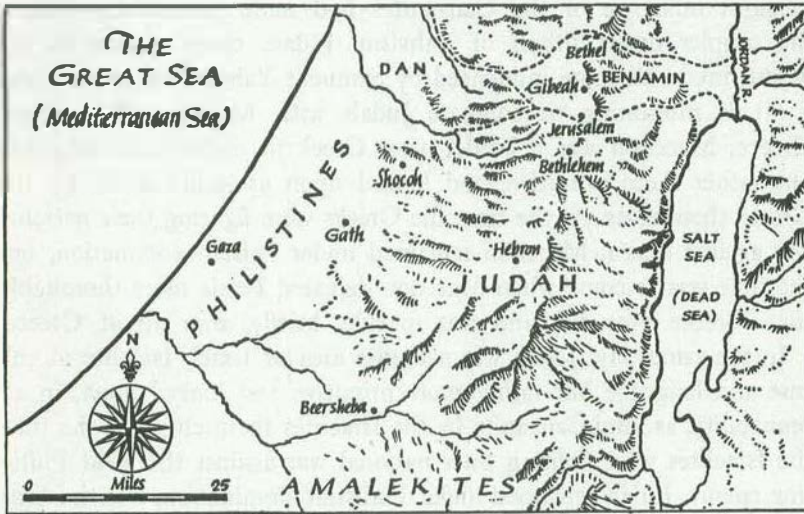 THE
GREAT SEA
(Mediterranean Sea)
DAN
Bethel
BENJAMIN
Gibeah
Jerusalem
Bethlehem
JORDAN R.
PHILISTINES
Shocoh
Gaza
Gath
Hebron
JUDAH
SALT
SEA
(DEAD
SEA)
N
Beersheba
0 Miles 25
MALEKITES